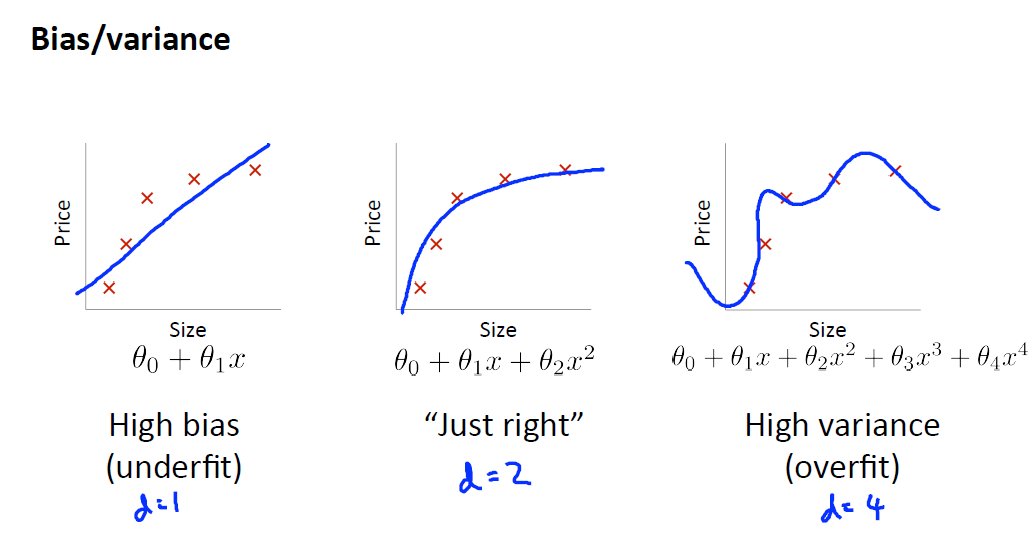 Bias/variance
Price
Size
θ₀ + θ₁x
High bias
(underfit)
d=1
Price
Size
θ₀ + θ₁x + θ₂x²
“Just right”
d=2
Price
Size
θ₀ + θ₁x + θ₂x² + θ₃x³ + θ₄x⁴
High variance
(overfit)
d=4